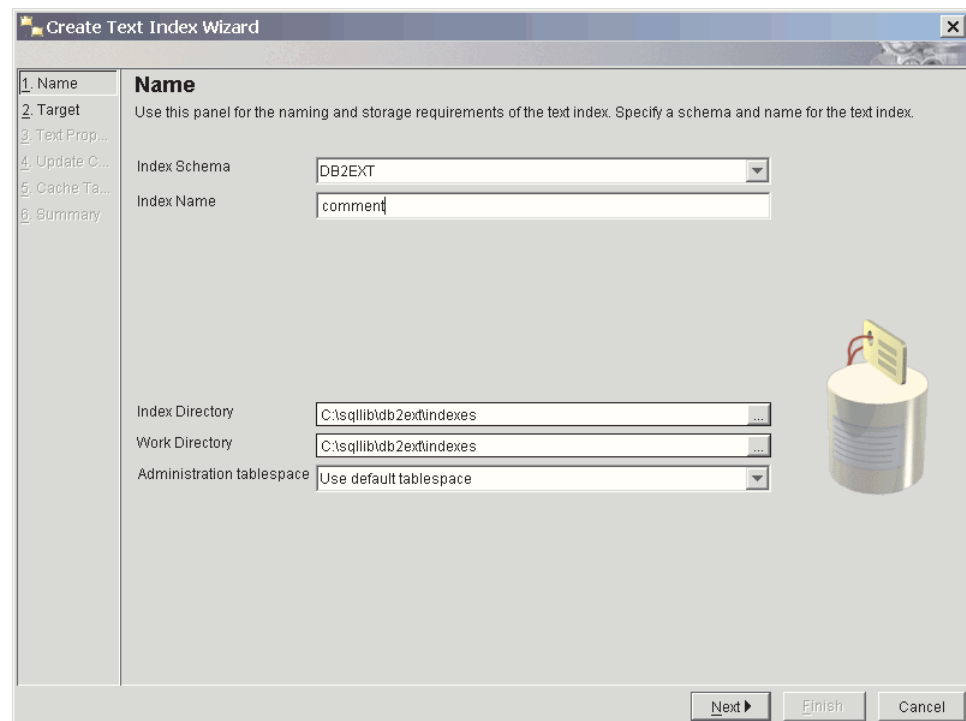 Create Text Index Wizard
1. Name
2. Target
3. Text Prop...
4. Update C...
5. Cache Ta...
6. Summary
Name
Use this panel for the naming and storage requirements of the text index. Specify a schema and name for the text index.
Index Schema
DB2EXT
Index Name
comment
Index Directory
C:\sqllib\db2ext\indexes
...
Work Directory
C:\sqllib\db2ext\indexes
...
Administration tablespace
Use default tablespace
Next
Finish
Cancel